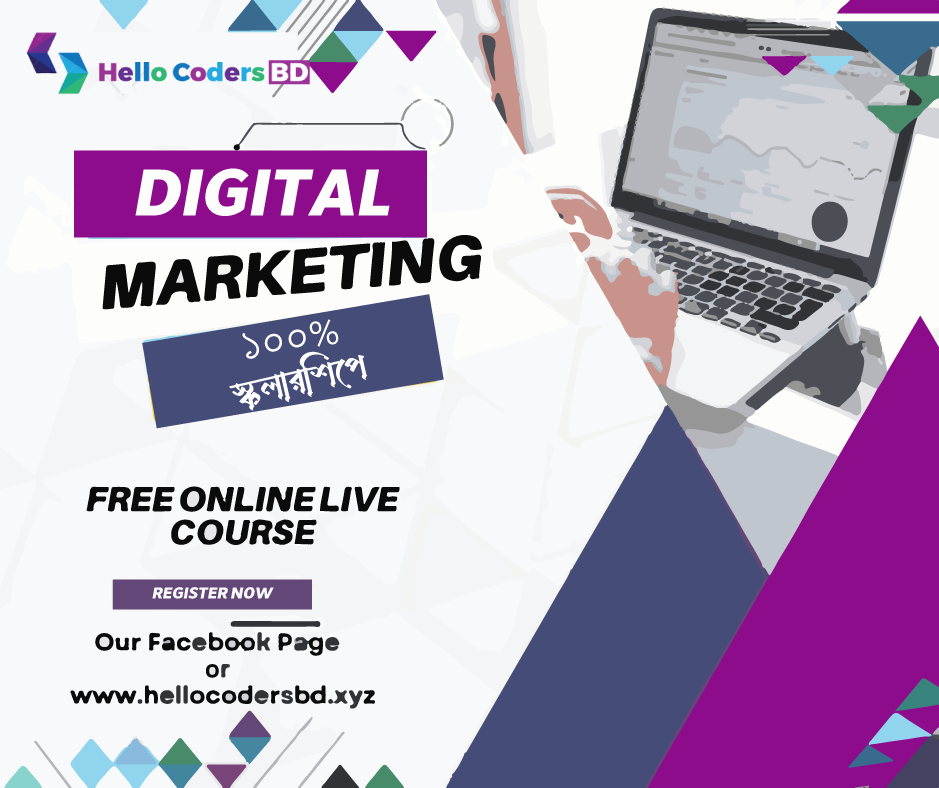 Hello Coders BD
DIGITAL
MARKETING
১০০%
স্কলারশিপে
FREE ONLINE LIVE
COURSE
REGISTER NOW
Our Facebook Page
or
www.hellocodersbd.xyz